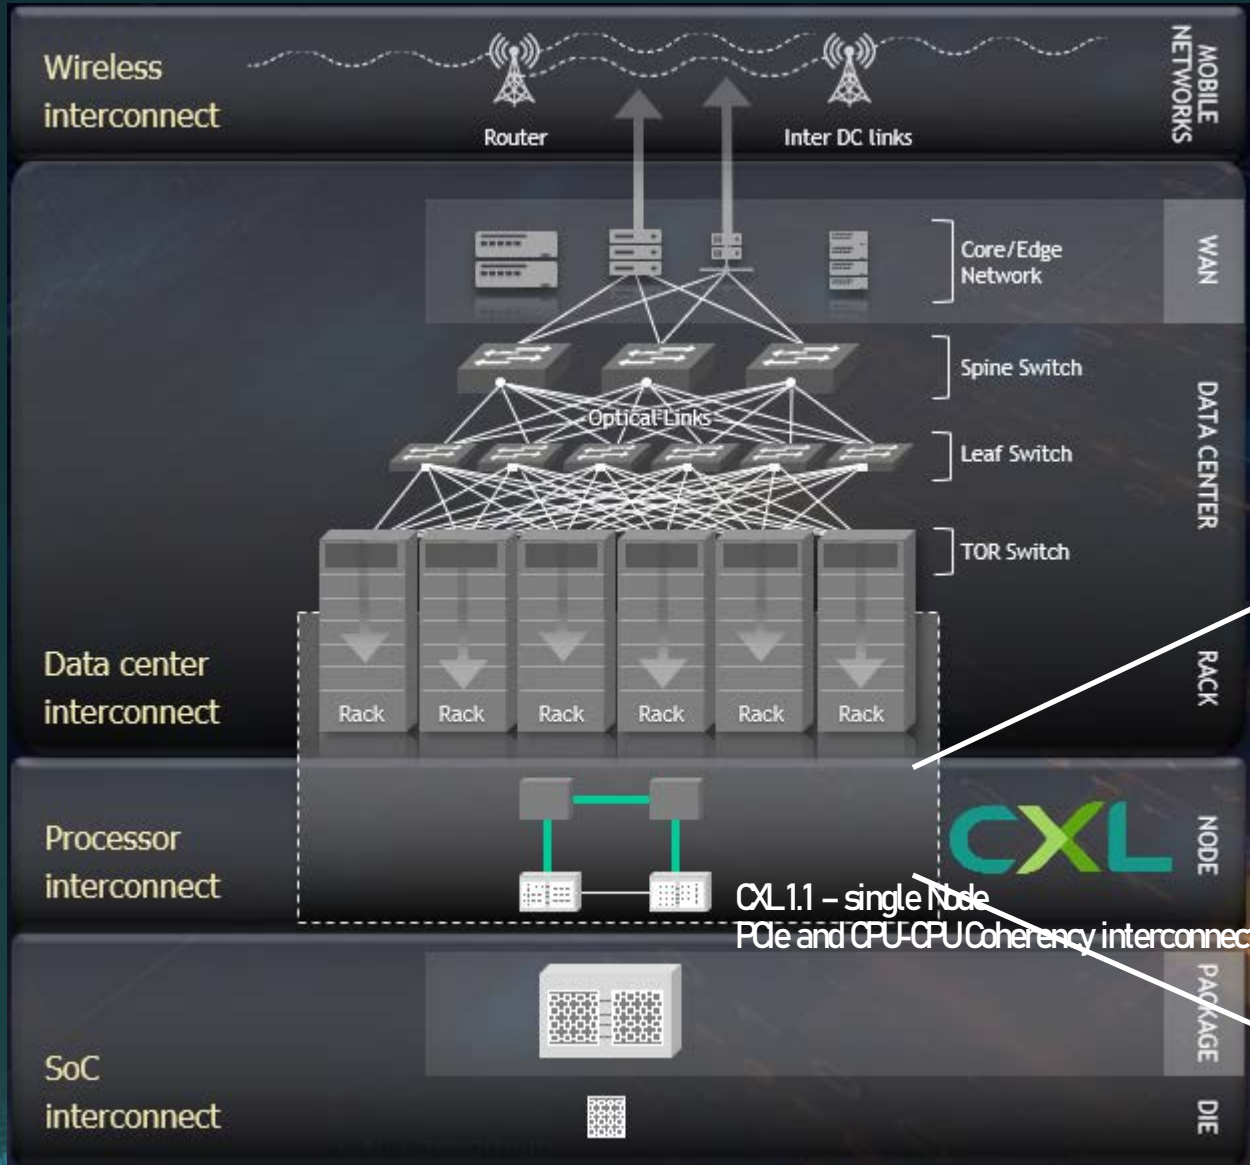 Wireless
interconnect
Router
Inter DC links
MOBILE
NETWORKS
Core/Edge
Network
WAN
Spine Switch
Optical Links
Leaf Switch
DATA CENTER
TOR Switch
Data center
interconnect
Rack
Rack
Rack
Rack
Rack
Rack
RACK
Processor
interconnect
CXL
NODE
CXL 1.1 – single Node
PCIe and CPU-CPU Coherency interconnect
PACKAGE
SoC
interconnect
DIE